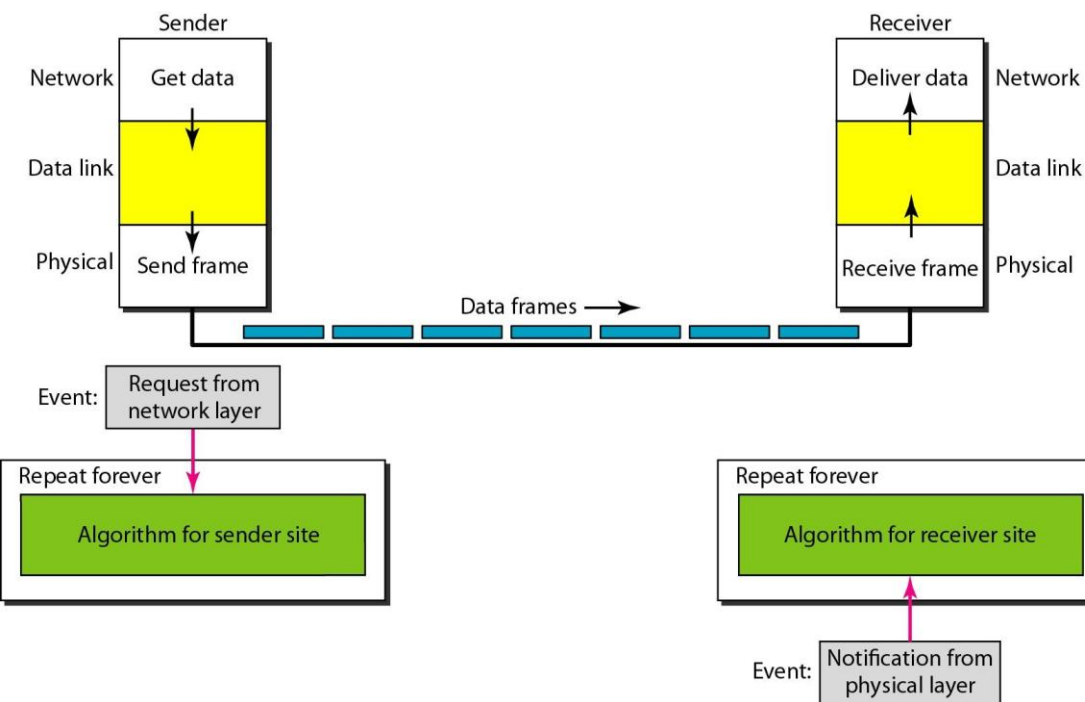 Sender
Receiver
Network
Get data
Deliver data
Network
Data link
Data link
Physical
Send frame
Receive frame
Physical
Data frames
Event:
Request from
network layer
Repeat forever
Algorithm for sender site
Repeat forever
Algorithm for receiver site
Event:
Notification from
physical layer